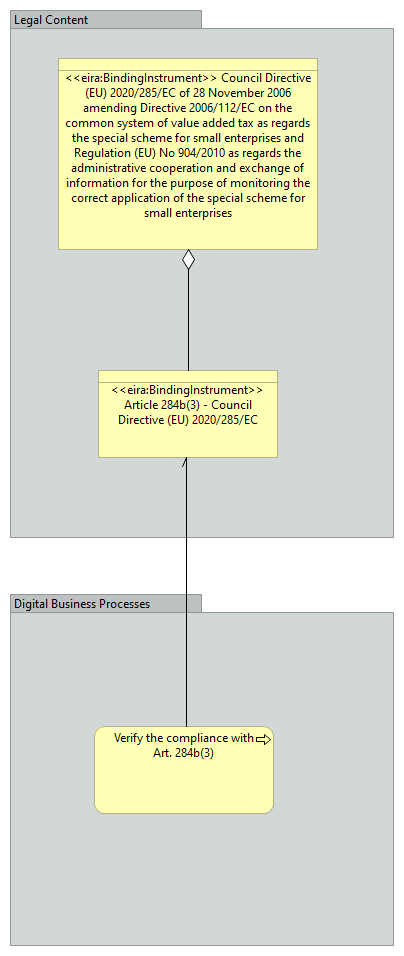 Legal Content
<<eira:BindingInstrument>> Council Directive
(EU) 2020/285/EC of 28 November 2006
amending Directive 2006/112/EC on the
common system of value added tax as regards
the special scheme for small enterprises and
Regulation (EU) No 904/2010 as regards the
administrative cooperation and exchange of
information for the purpose of monitoring the
correct application of the special scheme for
small enterprises
<<eira:BindingInstrument>>
Article 284b(3) - Council
Directive (EU) 2020/285/EC
Digital Business Processes
Verify the compliance with
Art. 284b(3)